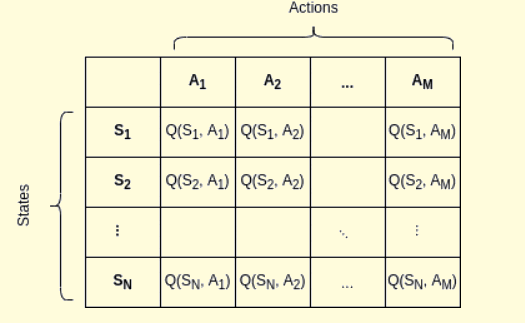 Actions
A1 A2 ... AM
S1 Q(S1, A1) Q(S1, A2) Q(S1, AM)
States
S2 Q(S2, A1) Q(S2, A2) Q(S2, AM)
⋮ ⋱ ⋮
SN Q(SN, A1) Q(SN, A2) ... Q(SN, AM)